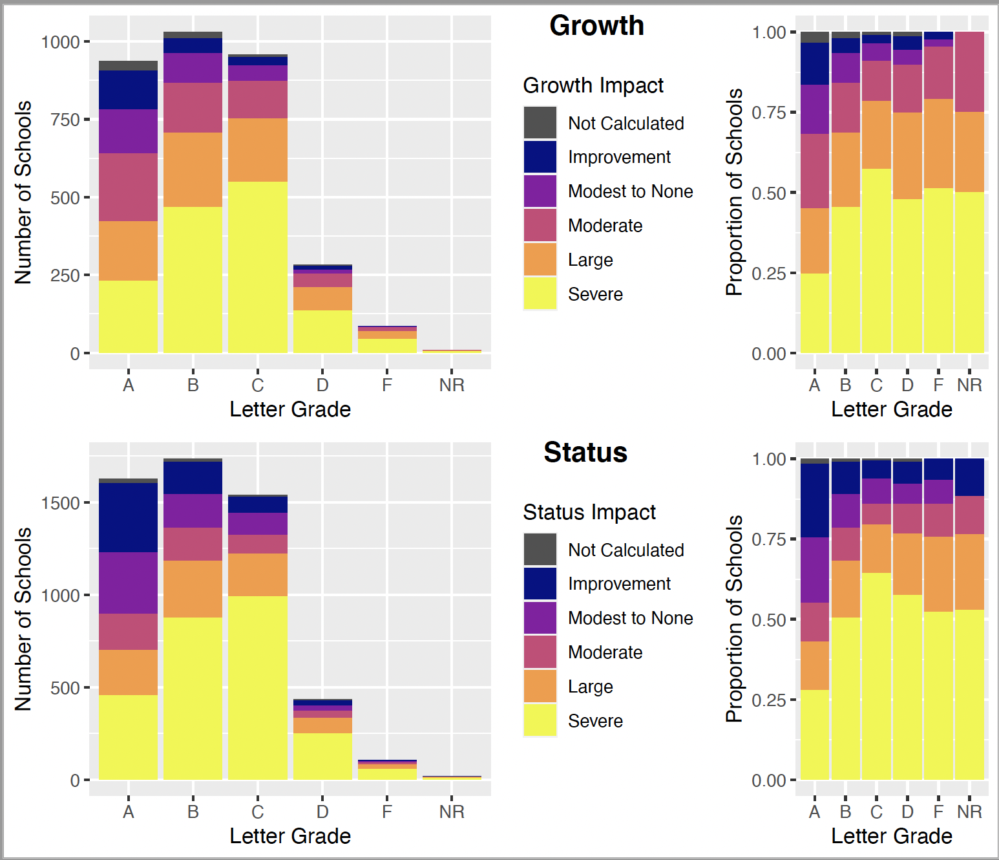 Growth
Number of Schools
1000
750
500
250
0
A B C D F NR
Letter Grade
Growth Impact
Not Calculated
Improvement
Modest to None
Moderate
Large
Severe
Proportion of Schools
1.00
0.75
0.50
0.25
0.00
A B C D F NR
Letter Grade
Status
Number of Schools
1500
1000
500
0
A B C D F NR
Letter Grade
Status Impact
Not Calculated
Improvement
Modest to None
Moderate
Large
Severe
Proportion of Schools
1.00
0.75
0.50
0.25
0.00
A B C D F NR
Letter Grade